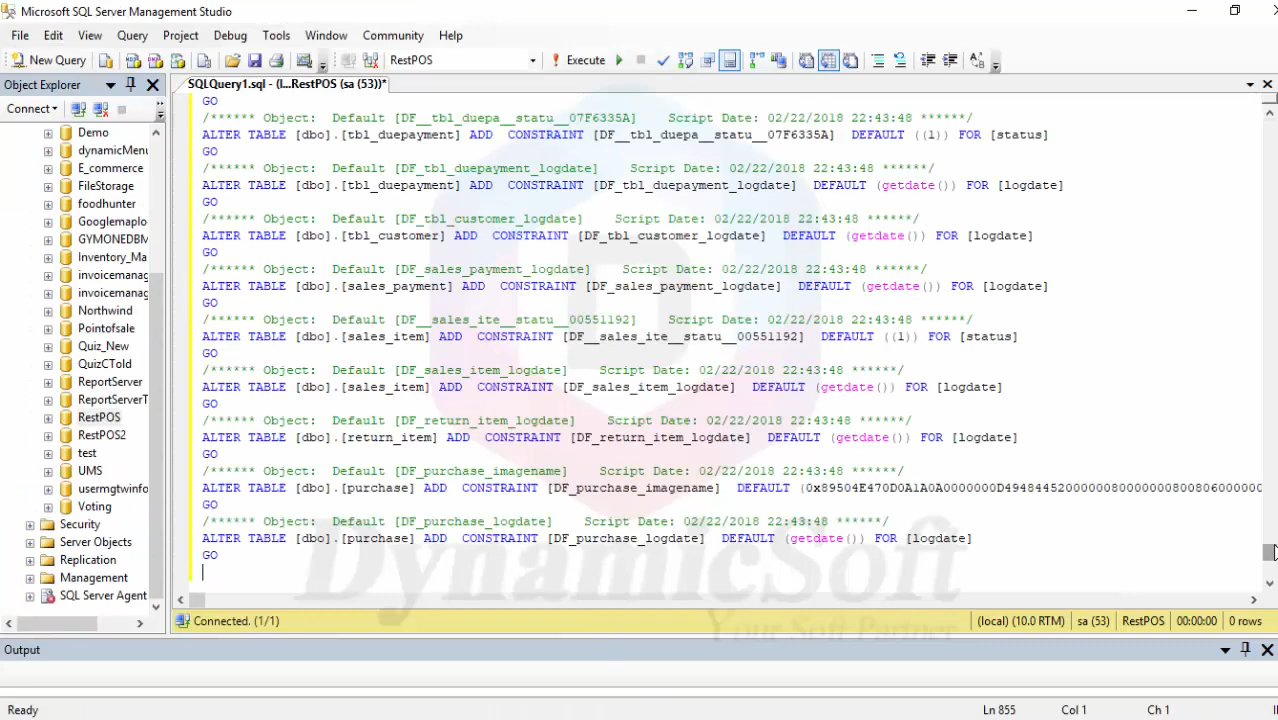 Microsoft SQL Server Management Studio
File Edit View Query Project Debug Tools Window Community Help
New Query RestPOS Execute
Object Explorer
SQLQuery1.sql - (l...RestPOS (sa (53))*
Connect
Demo
dynamicMenu
E_commerce
FileStorage
foodhunter
Googlemaplo
GYMONEDBM
Inventory_Ma
invoicemanag
invoicemanag
Northwind
Pointofsale
Quiz_New
QuizCTold
ReportServer
ReportServerT
RestPOS
RestPOS2
test
UMS
usermgtwinfo
Voting
Security
Server Objects
Replication
Management
SQL Server Agent
GO
/****** Object:  Default [DF__tbl_duepa__statu__07F6335A]    Script Date: 02/22/2018 22:43:48 ******/
ALTER TABLE [dbo].[tbl_duepayment] ADD  CONSTRAINT [DF__tbl_duepa__statu__07F6335A]  DEFAULT ((1)) FOR [status]
GO
/****** Object:  Default [DF_tbl_duepayment_logdate]    Script Date: 02/22/2018 22:43:48 ******/
ALTER TABLE [dbo].[tbl_duepayment] ADD  CONSTRAINT [DF_tbl_duepayment_logdate]  DEFAULT (getdate()) FOR [logdate]
GO
/****** Object:  Default [DF_tbl_customer_logdate]    Script Date: 02/22/2018 22:43:48 ******/
ALTER TABLE [dbo].[tbl_customer] ADD  CONSTRAINT [DF_tbl_customer_logdate]  DEFAULT (getdate()) FOR [logdate]
GO
/****** Object:  Default [DF_sales_payment_logdate]    Script Date: 02/22/2018 22:43:48 ******/
ALTER TABLE [dbo].[sales_payment] ADD  CONSTRAINT [DF_sales_payment_logdate]  DEFAULT (getdate()) FOR [logdate]
GO
/****** Object:  Default [DF__sales_ite__statu__00551192]    Script Date: 02/22/2018 22:43:48 ******/
ALTER TABLE [dbo].[sales_item] ADD  CONSTRAINT [DF__sales_ite__statu__00551192]  DEFAULT ((1)) FOR [status]
GO
/****** Object:  Default [DF_sales_item_logdate]    Script Date: 02/22/2018 22:43:48 ******/
ALTER TABLE [dbo].[sales_item] ADD  CONSTRAINT [DF_sales_item_logdate]  DEFAULT (getdate()) FOR [logdate]
GO
/****** Object:  Default [DF_return_item_logdate]    Script Date: 02/22/2018 22:43:48 ******/
ALTER TABLE [dbo].[return_item] ADD  CONSTRAINT [DF_return_item_logdate]  DEFAULT (getdate()) FOR [logdate]
GO
/****** Object:  Default [DF_purchase_imagename]    Script Date: 02/22/2018 22:43:48 ******/
ALTER TABLE [dbo].[purchase] ADD  CONSTRAINT [DF_purchase_imagename]  DEFAULT (0x89504E470D0A1A0A0000000D4948445200000080000000800806000000
GO
/****** Object:  Default [DF_purchase_logdate]    Script Date: 02/22/2018 22:43:48 ******/
ALTER TABLE [dbo].[purchase] ADD  CONSTRAINT [DF_purchase_logdate]  DEFAULT (getdate()) FOR [logdate]
GO
DynamicSoft
Your Soft Partner
Connected. (1/1) (local) (10.0 RTM) sa (53) RestPOS 00:00:00 0 rows
Output
Ready Ln 855 Col 1 Ch 1